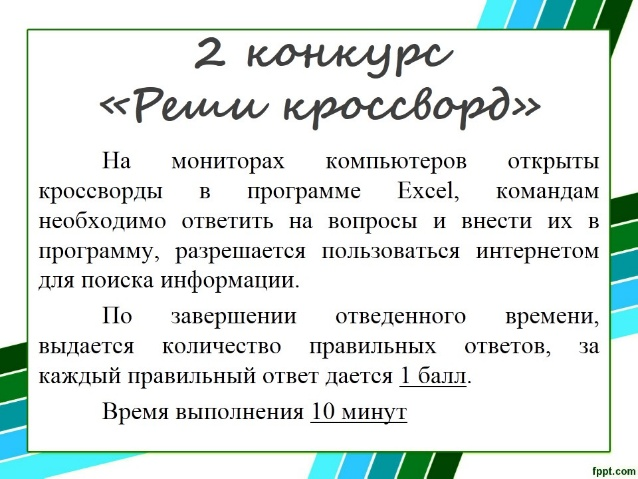 2 конкурс
«Реши кроссворд»
На мониторах компьютеров открыты
кроссворды в программе Excel, командам
необходимо ответить на вопросы и внести их в
программу, разрешается пользоваться интернетом
для поиска информации.
По завершении отведенного времени,
выдается количество правильных ответов, за
каждый правильный ответ дается 1 балл.
Время выполнения 10 минут
fppt.com